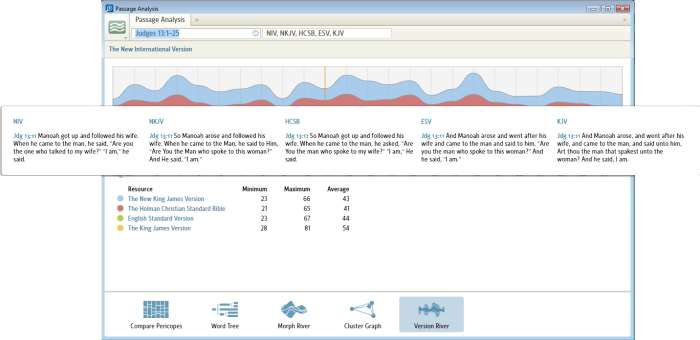 Passage Analysis
Passage Analysis
Judges 13:1–25
NIV, NKJV, HCSB, ESV, KJV
The New International Version
NIV
Jdg 13:11 Manoah got up and followed his wife.
When he came to the man, he said, “Are you
the one who talked to my wife?” “I am,” he
said.
NKJV
Jdg 13:11 So Manoah arose and followed his
wife. When he came to the Man, he said to Him,
“Are You the Man who spoke to this woman?”
And He said, “I am.”
HCSB
Jdg 13:11 So Manoah got up and followed his
wife. When he came to the man, he asked, “Are
You the man who spoke to my wife?” “I am,” He
said.
ESV
Jdg 13:11 And Manoah arose and went after his
wife and came to the man and said to him, “Are
you the man who spoke to this woman?” And
he said, “I am.”
KJV
Jdg 13:11 And Manoah arose, and went after his
wife, and came to the man, and said unto him,
Art thou the man that spakest unto the
woman? And he said, I am.
Resource Minimum Maximum Average
The New King James Version 23 66 43
The Holman Christian Standard Bible 21 65 41
English Standard Version 23 67 44
The King James Version 28 81 54
Compare Pericopes
Word Tree
Morph River
Cluster Graph
Version River